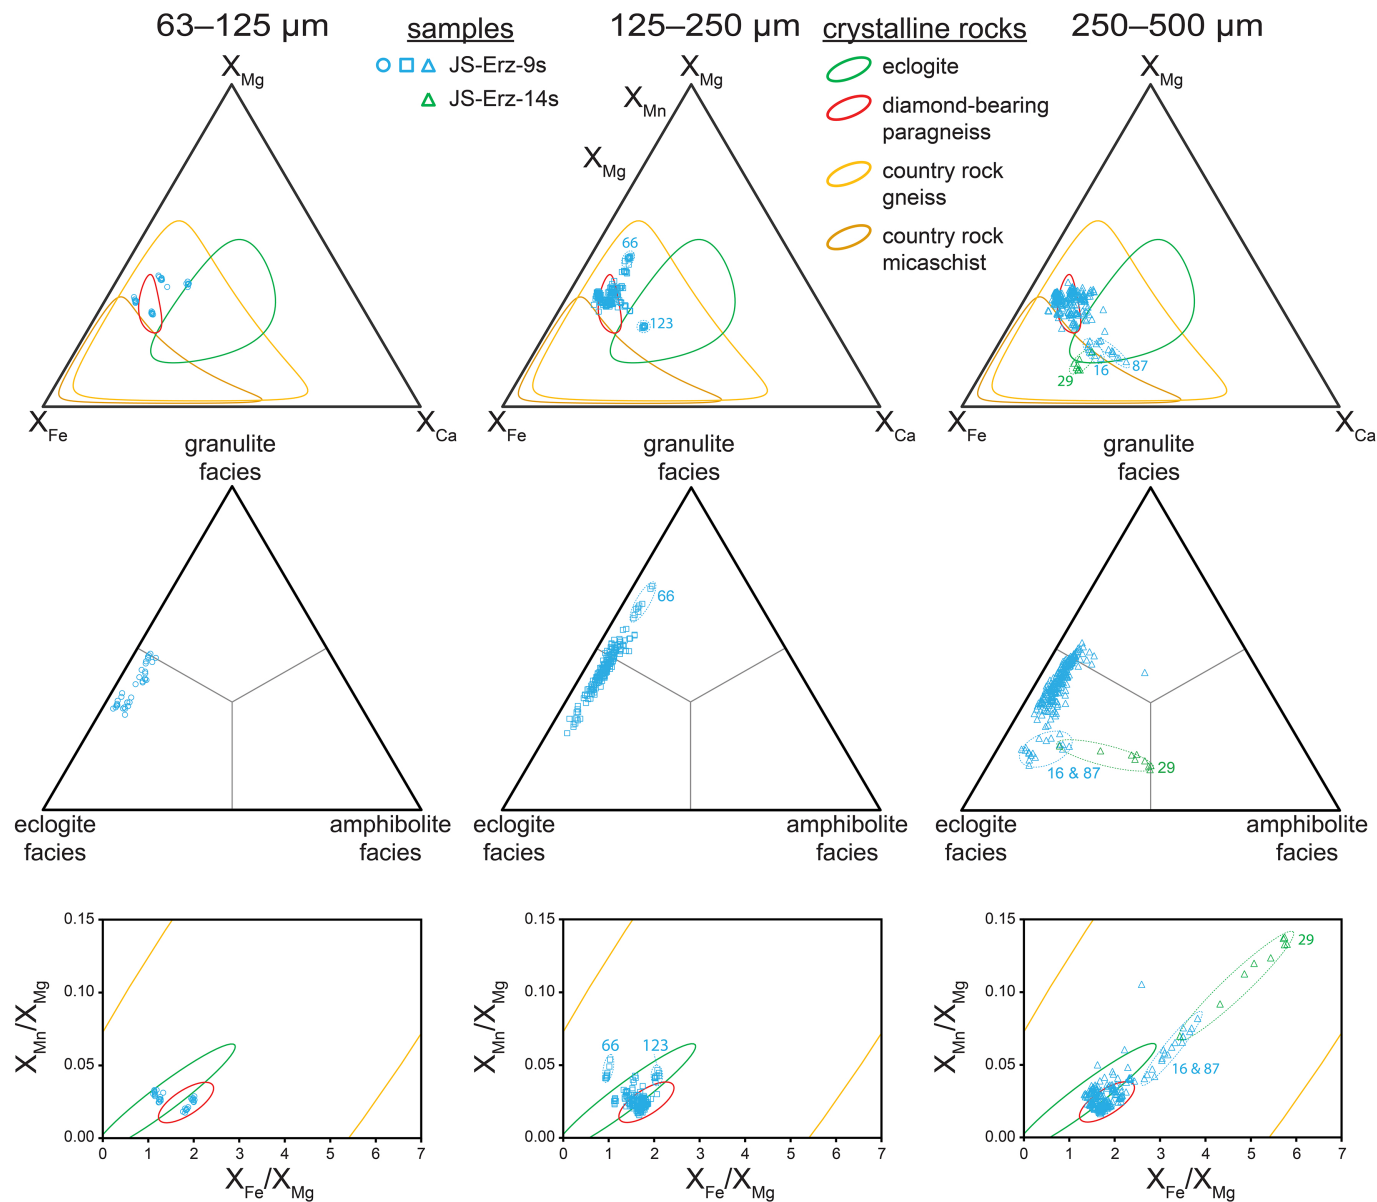 63–125 µm
samples
125–250 µm
crystalline rocks
250–500 µm
JS-Erz-9s
JS-Erz-14s
eclogite
diamond-bearing
paragneiss
country rock
gneiss
country rock
micaschist
XMg
XMg
XMn
XMg
XMg
66
123
29
16
87
XFe
XCa
XFe
XCa
XFe
XCa
granulite
facies
granulite
facies
granulite
facies
66
16 & 87
29
eclogite
facies
amphibolite
facies
eclogite
facies
amphibolite
facies
eclogite
facies
amphibolite
facies
0.15
0.10
0.05
0.00
XMn/XMg
0 1 2 3 4 5 6 7
XFe/XMg
0.15
0.10
0.05
0.00
XMn/XMg
66
123
0 1 2 3 4 5 6 7
XFe/XMg
0.15
0.10
0.05
0.00
XMn/XMg
29
16 & 87
0 1 2 3 4 5 6 7
XFe/XMg